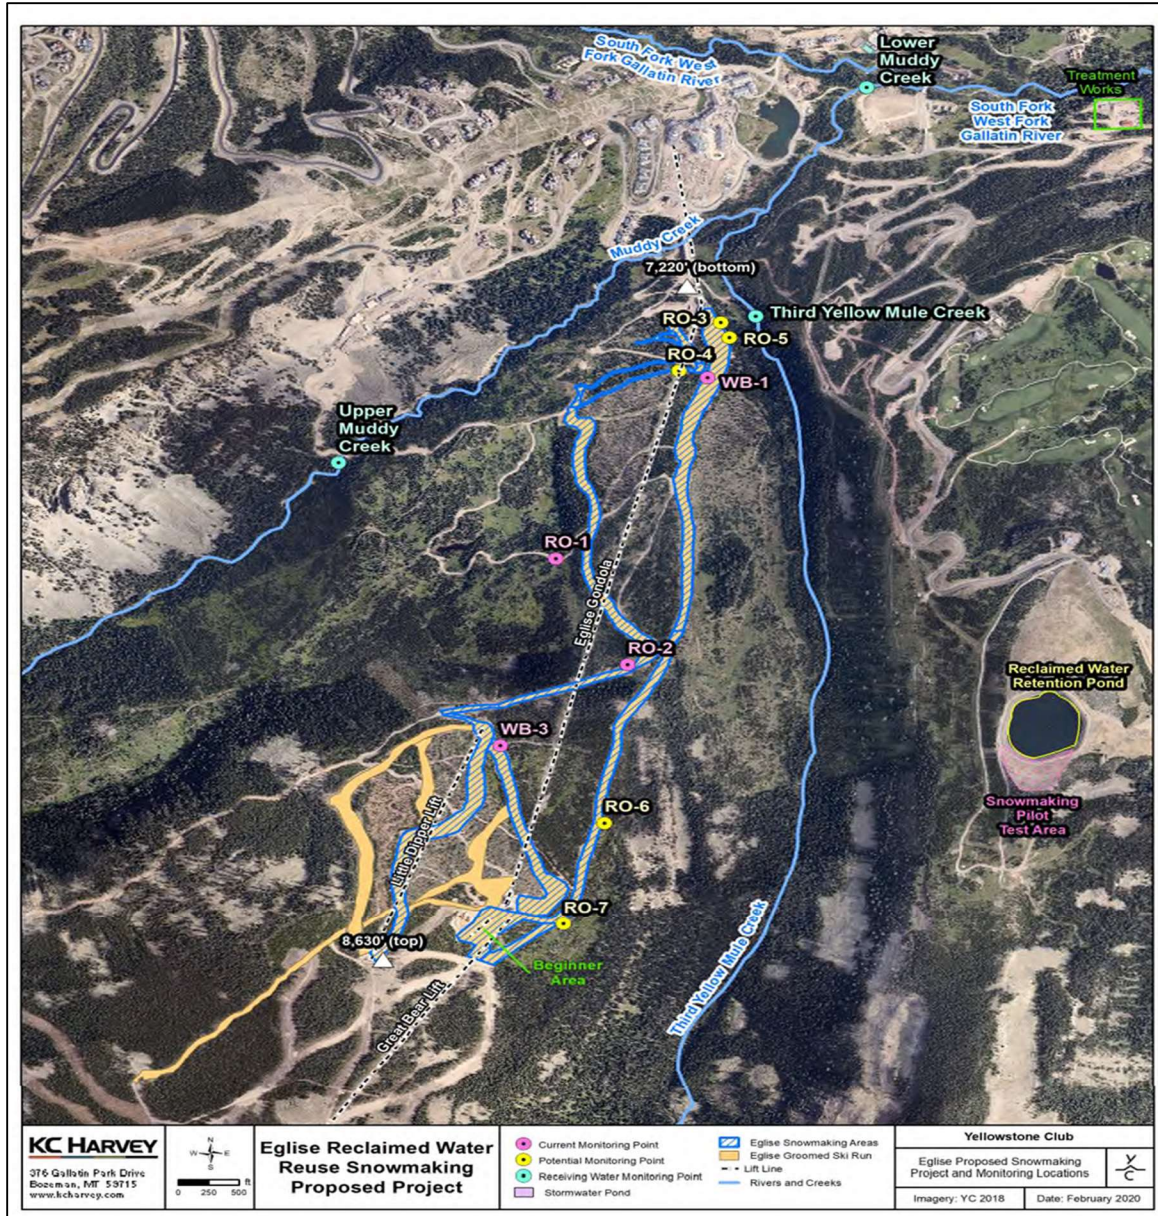 South Fork West
Fork Gallatin River
Lower
Muddy
Creek
Treatment
Works
South Fork
West Fork
Gallatin River
Muddy Creek
7,220' (bottom)
Third Yellow Mule Creek
RO-3
RO-5
RO-4
WB-1
Upper
Muddy
Creek
RO-1
Eglise Gondola
RO-2
Reclaimed Water
Retention Pond
WB-3
Snowmaking
Pilot
Test Area
RO-6
Little Dipper Lift
RO-7
8,630' (top)
Beginner
Area
Great Bear Lift
Third Yellow Mule Creek
KC HARVEY
376 Gallatin Park Drive
Bozeman, MT 59715
www.kcharvey.com
N
W E
S
0 250 500 ft
Eglise Reclaimed Water
Reuse Snowmaking
Proposed Project
Current Monitoring Point
Potential Monitoring Point
Receiving Water Monitoring Point
Stormwater Pond
Eglise Snowmaking Areas
Eglise Groomed Ski Run
Lift Line
Rivers and Creeks
Yellowstone Club
Eglise Proposed Snowmaking
Project and Monitoring Locations
Y
C
Imagery: YC 2018
Date: February 2020